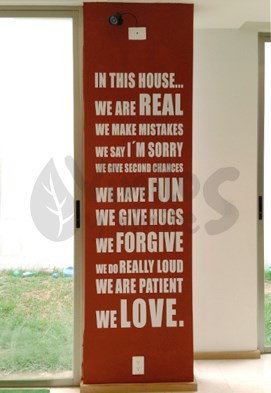 IN THIS HOUSE...
WE ARE REAL
WE MAKE MISTAKES
WE SAY I´M SORRY
WE GIVE SECOND CHANCES
WE HAVE FUN
WE GIVE HUGS
WE FORGIVE
WE DO REALLY LOUD
WE ARE PATIENT
WE LOVE.